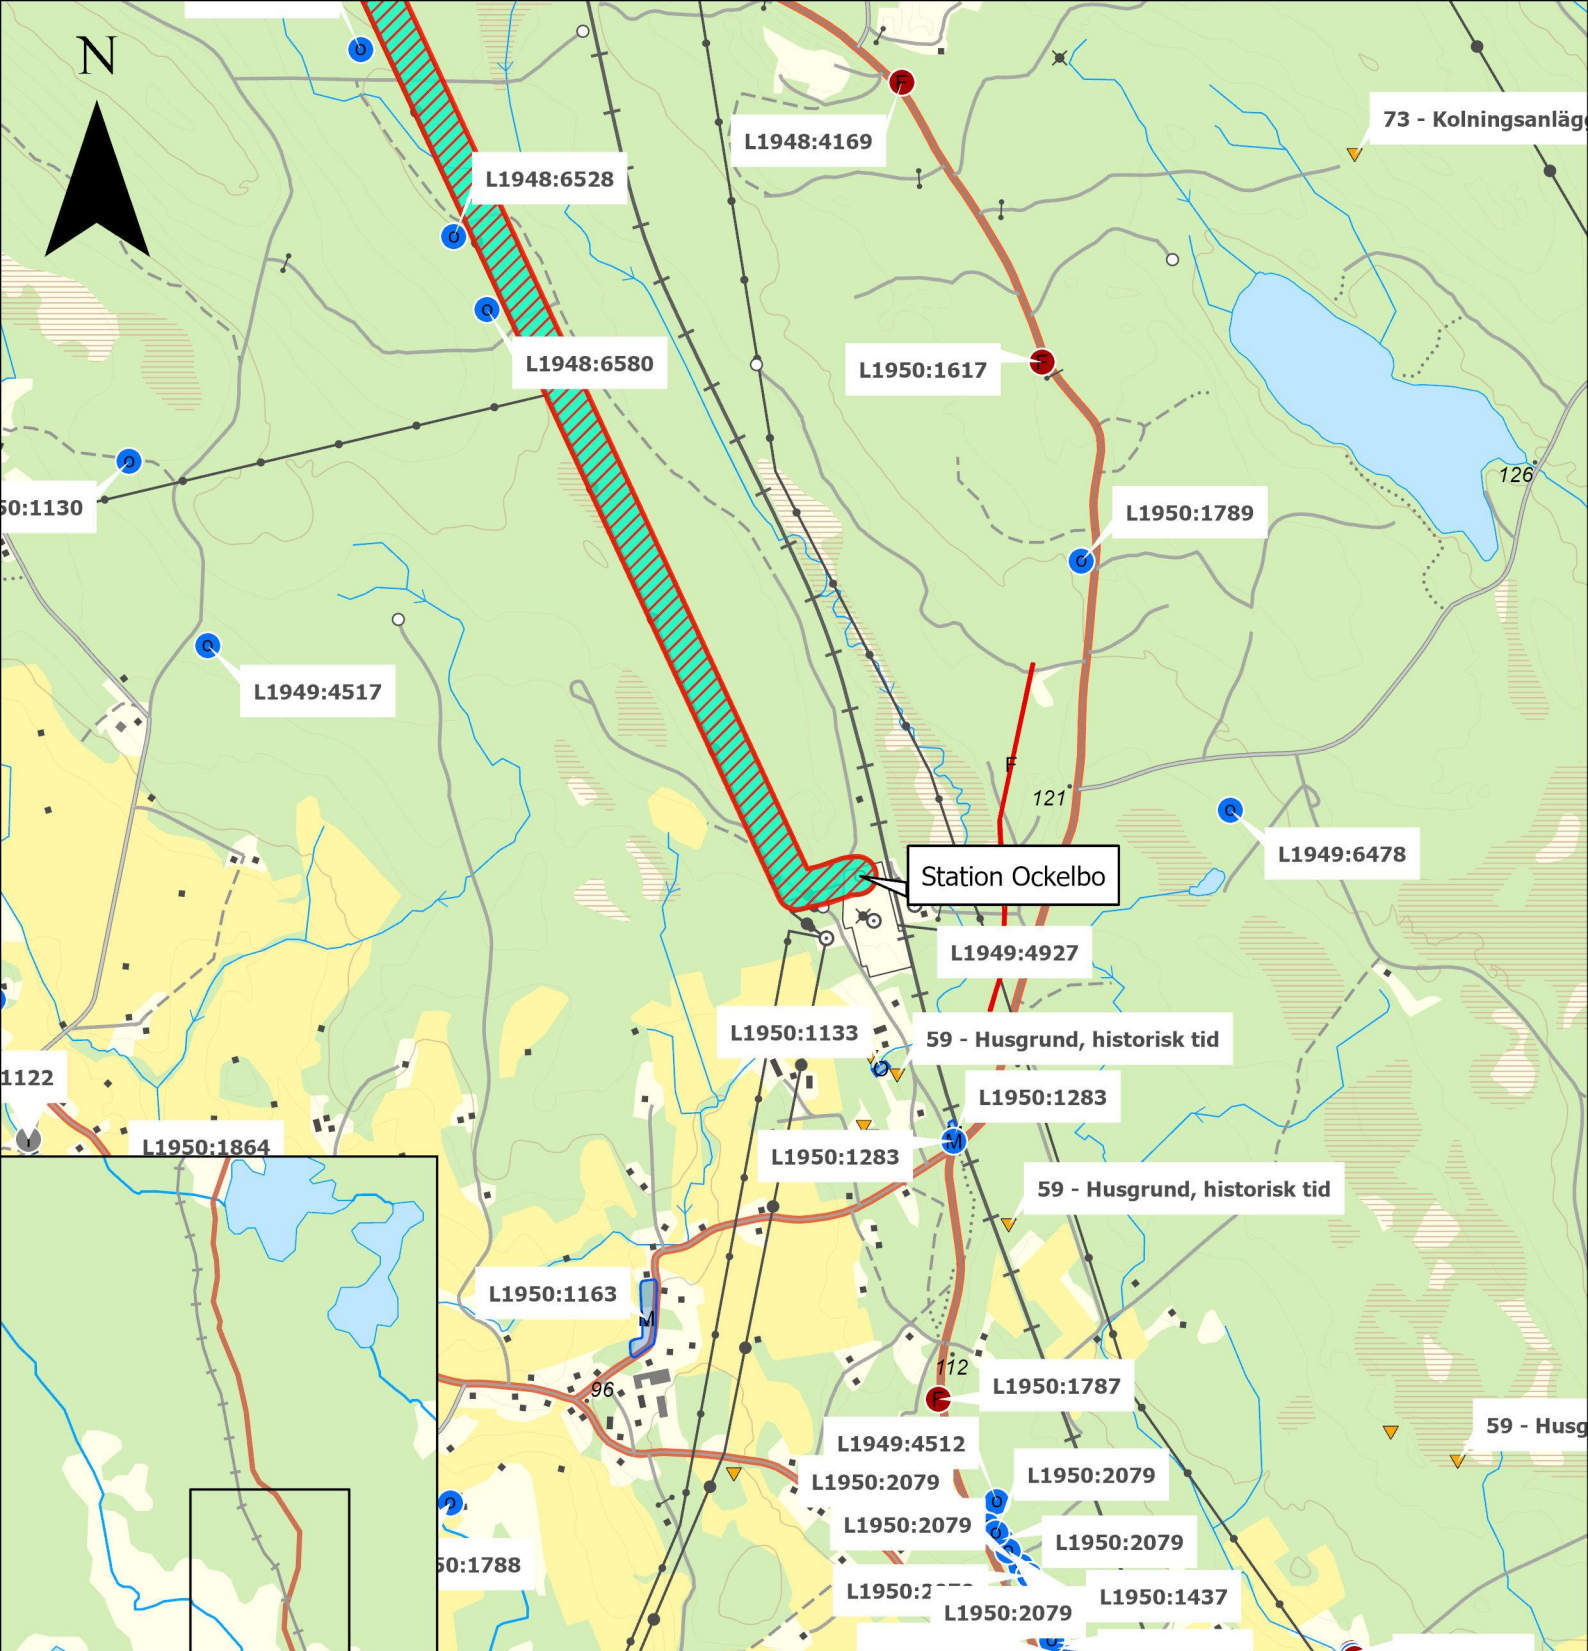 N
L1948:4169
73 - Kolningsanläg
L1948:6528
L1948:6580
L1950:1617
126
50:1130
L1950:1789
L1949:4517
F
121
L1949:6478
Station Ockelbo
L1949:4927
L1950:1133
59 - Husgrund, historisk tid
1122
L1950:1283
L1950:1864
M
L1950:1283
59 - Husgrund, historisk tid
L1950:1163
M
112
96
L1950:1787
59 - Husg
L1949:4512
L1950:2079
L1950:2079
L1950:2079
L1950:2079
50:1788
L1950:1437
L1950:2079